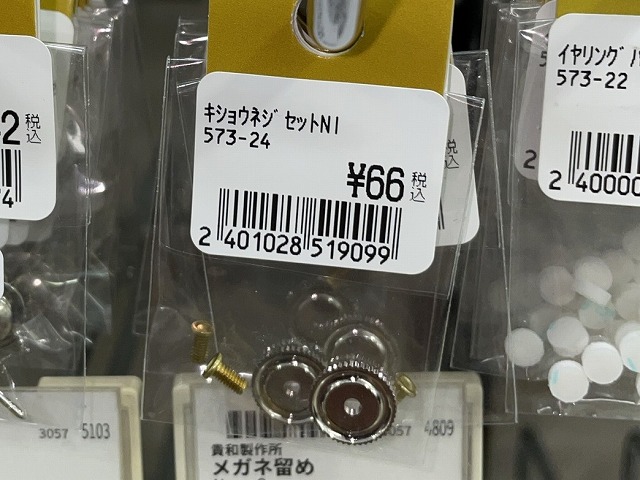 キショウネジ セットNI
573-24
¥66 税込
2 401028 519099
2 税込
4
イヤリング
573-22
2 40000
3057 5103
貴和製作所
メガネ留め
3057 4809